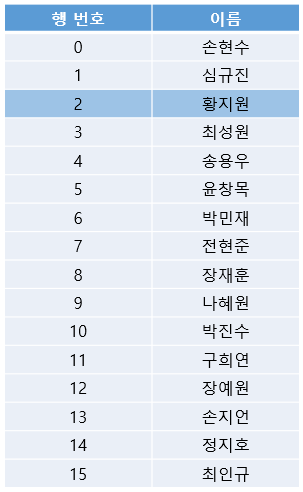 행 번호 이름
0 손현수
1 심규진
2 황지원
3 최성원
4 송용우
5 윤창목
6 박민재
7 전현준
8 장재훈
9 나혜원
10 박진수
11 구희연
12 장예원
13 손지언
14 정지호
15 최인규